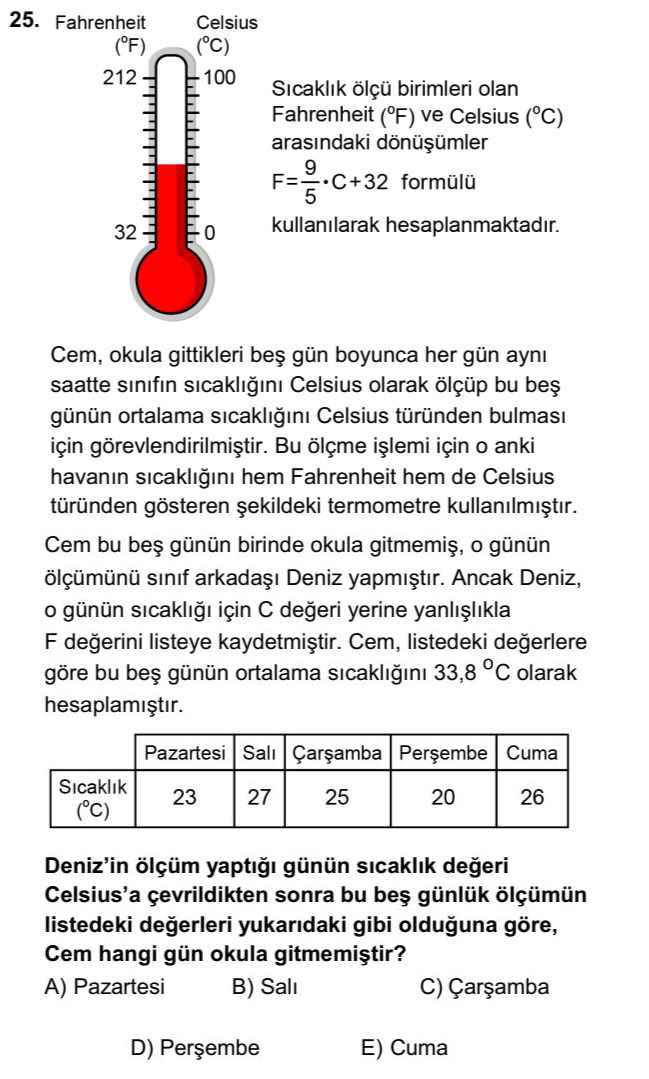 25. Fahrenheit Celsius
(ºF) (ºC)
212 100
32 0
Sıcaklık ölçü birimleri olan
Fahrenheit (ºF) ve Celsius (ºC)
arasındaki dönüşümler
F=9/5·C+32 formülü
kullanılarak hesaplanmaktadır.
Cem, okula gittikleri beş gün boyunca her gün aynı
saatte sınıfın sıcaklığını Celsius olarak ölçüp bu beş
günün ortalama sıcaklığını Celsius türünden bulması
için görevlendirilmiştir. Bu ölçme işlemi için o anki
havanın sıcaklığını hem Fahrenheit hem de Celsius
türünden gösteren şekildeki termometre kullanılmıştır.
Cem bu beş günün birinde okula gitmemiş, o günün
ölçümünü sınıf arkadaşı Deniz yapmıştır. Ancak Deniz,
o günün sıcaklığı için C değeri yerine yanlışlıkla
F değerini listeye kaydetmiştir. Cem, listedeki değerlere
göre bu beş günün ortalama sıcaklığını 33,8 ºC olarak
hesaplamıştır.
Pazartesi Salı Çarşamba Perşembe Cuma
Sıcaklık (ºC) 23 27 25 20 26
Deniz’in ölçüm yaptığı günün sıcaklık değeri
Celsius’a çevrildikten sonra bu beş günlük ölçümün
listedeki değerleri yukarıdaki gibi olduğuna göre,
Cem hangi gün okula gitmemiştir?
A) Pazartesi B) Salı C) Çarşamba
D) Perşembe E) Cuma